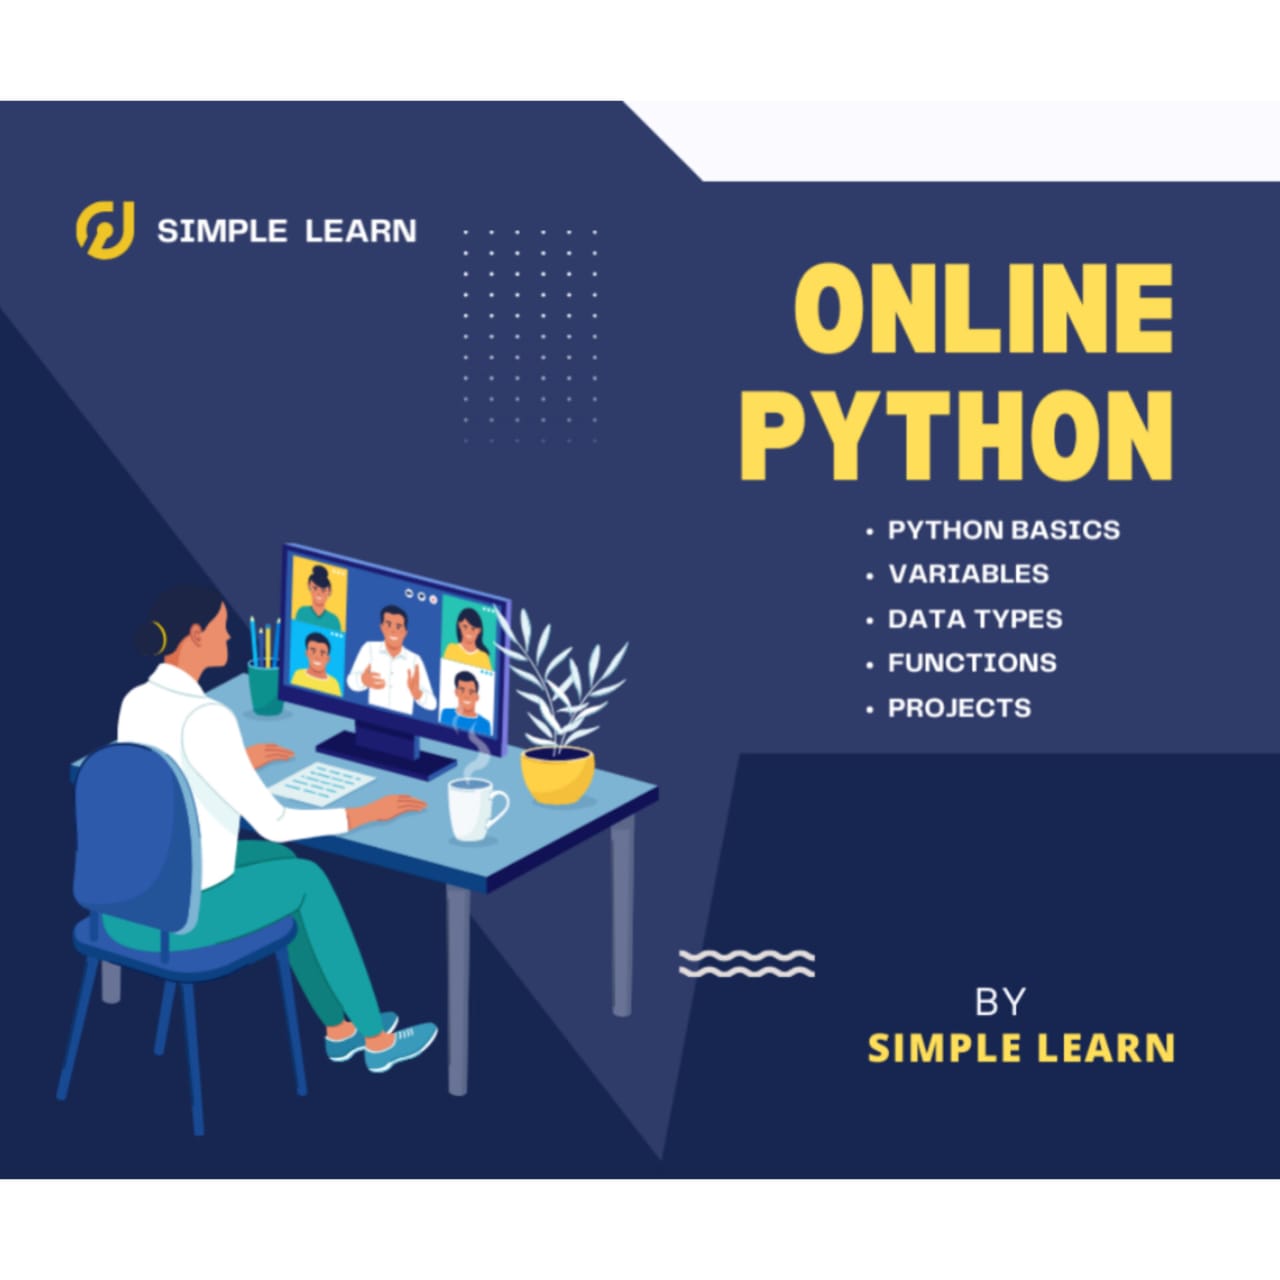 SIMPLE LEARN
ONLINE
PYTHON
• PYTHON BASICS
• VARIABLES
• DATA TYPES
• FUNCTIONS
• PROJECTS
BY
SIMPLE LEARN